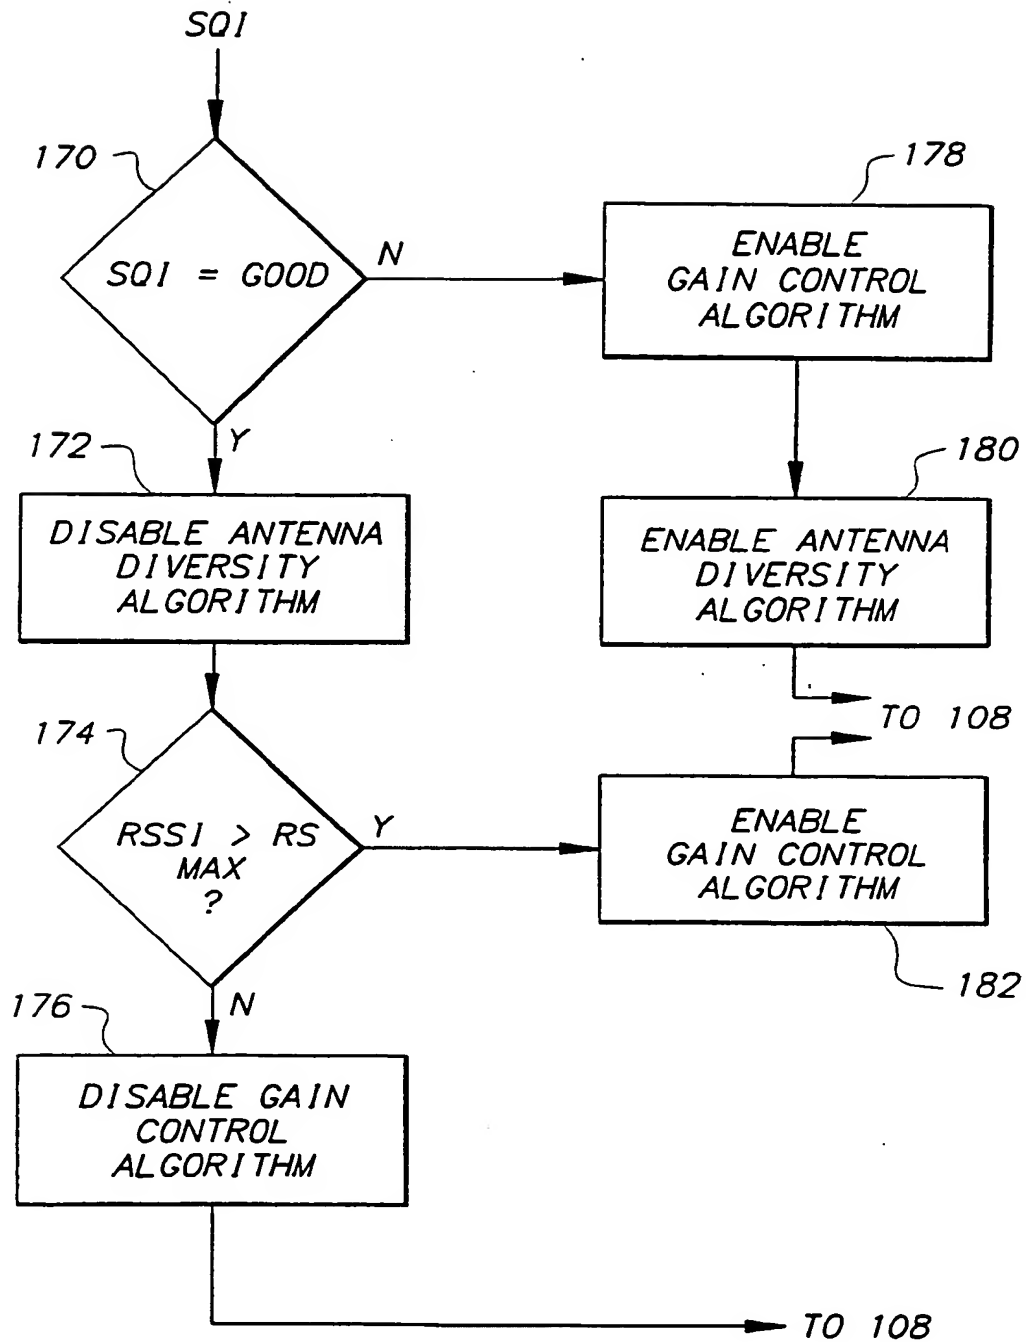 SQI
170
SQI = GOOD
N
178
ENABLE
GAIN CONTROL
ALGORITHM
Y
172
DISABLE ANTENNA
DIVERSITY
ALGORITHM
180
ENABLE ANTENNA
DIVERSITY
ALGORITHM
TO 108
174
RSSI > RS
MAX
?
Y
ENABLE
GAIN CONTROL
ALGORITHM
182
N
176
DISABLE GAIN
CONTROL
ALGORITHM
TO 108